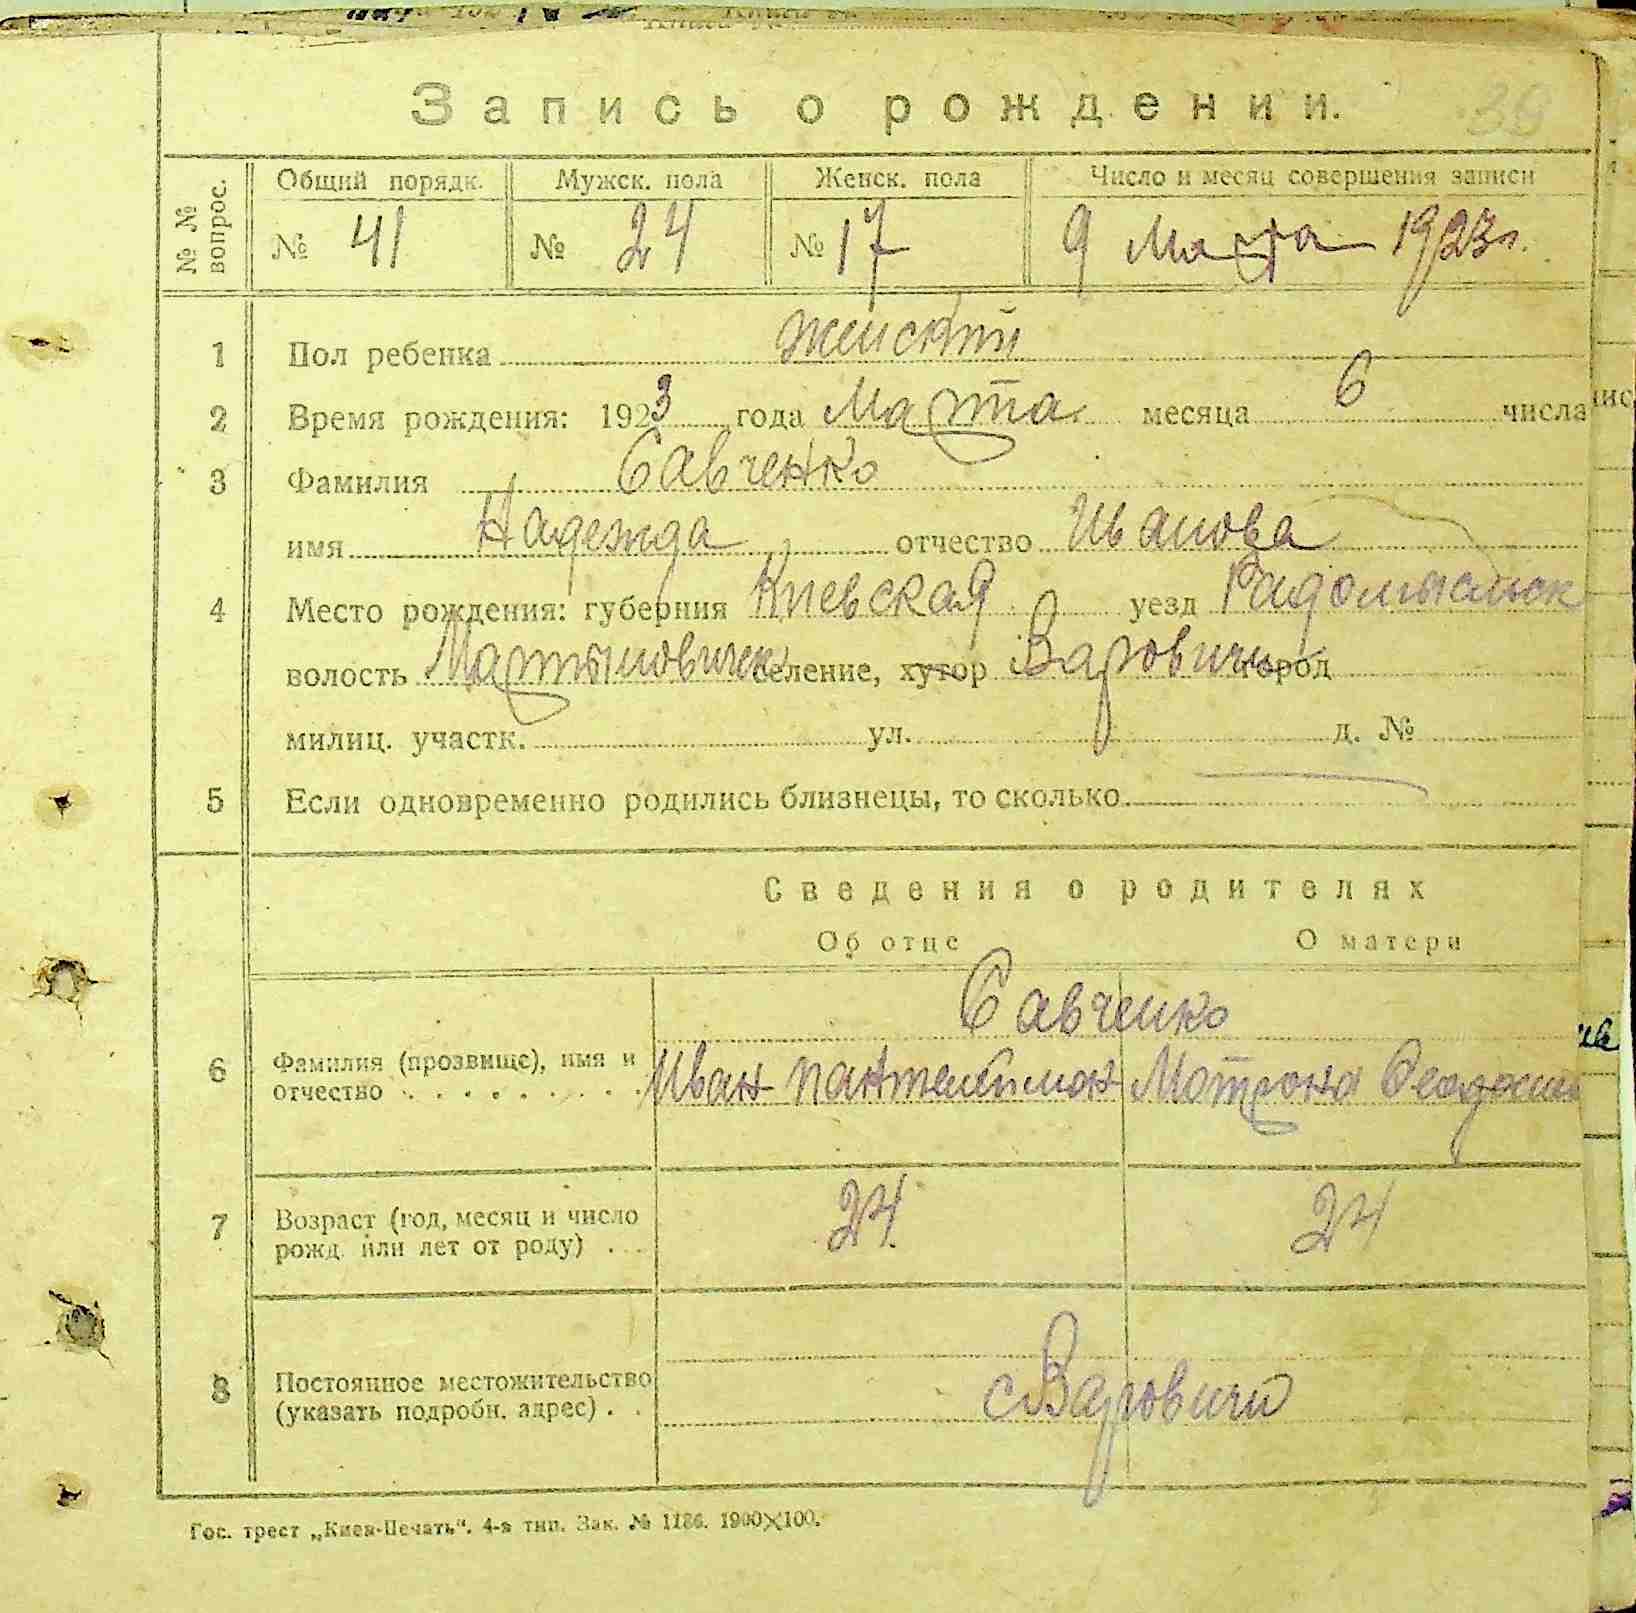 Запись о рождении.
39
№ № вопрос.
Общий порядк. Мужск. пола Женск. пола Число и месяц совершения записи
№ 41 № 24 № 17 9 Марта 1923 г.
1 Пол ребенка Женский
2 Время рождения: 1923 года Марта месяца 6 числа
3 Фамилия Савченко
имя Надежда отчество Иванова
4 Место рождения: губерния Киевская уезд Радомысльск
волость Мартыновичск селение, хутор Варовичи город
милиц. участк. ул. д. №
5 Если одновременно родились близнецы, то сколько
Сведения о родителях
Об отце О матери
Савченко
6 Фамилия (прозвище), имя и
отчество Иван Пантелеймон Мотрона Феодосии
7 Возраст (год, месяц и число
рожд. или лет от роду) 24 24
8 Постоянное местожительство
(указать подробн. адрес) с Варовичи
Гос. трест „Киев-Печать“. 4-я тип. Зак. № 1186. 1900×100.